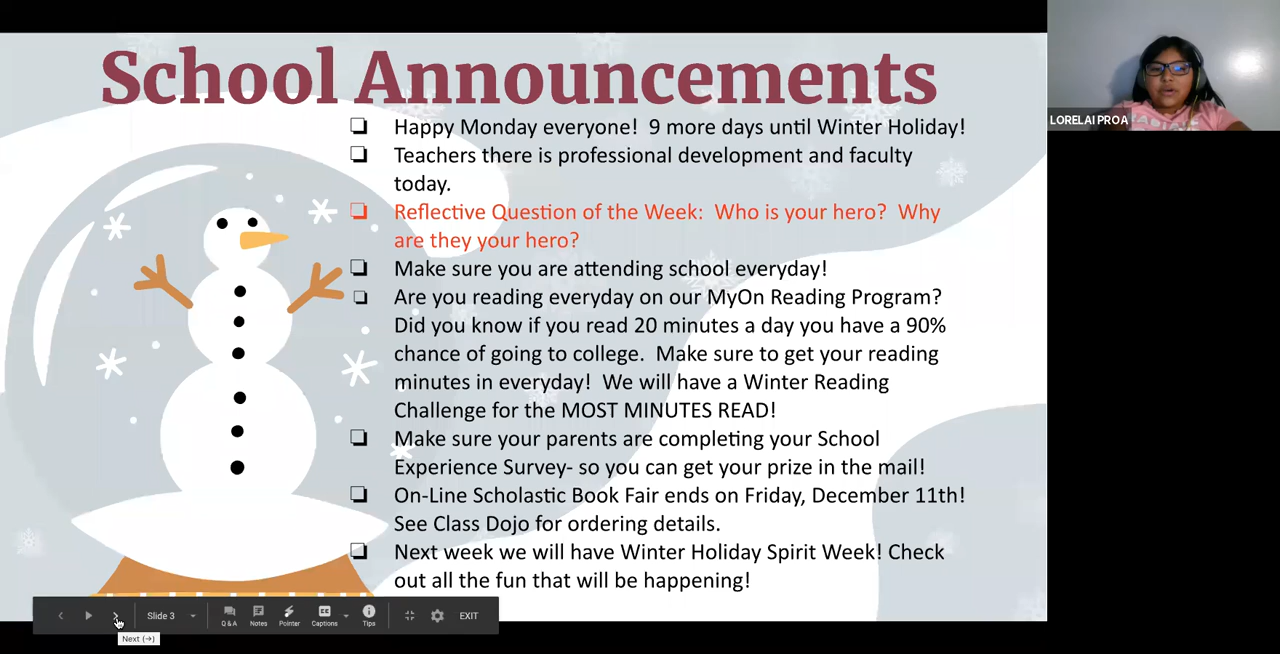 School Announcements
Happy Monday everyone!  9 more days until Winter Holiday!
Teachers there is professional development and faculty
today.
Reflective Question of the Week:  Who is your hero?  Why
are they your hero?
Make sure you are attending school everyday!
Are you reading everyday on our MyOn Reading Program?
Did you know if you read 20 minutes a day you have a 90%
chance of going to college.  Make sure to get your reading
minutes in everyday!  We will have a Winter Reading
Challenge for the MOST MINUTES READ!
Make sure your parents are completing your School
Experience Survey- so you can get your prize in the mail!
On-Line Scholastic Book Fair ends on Friday, December 11th!
See Class Dojo for ordering details.
Next week we will have Winter Holiday Spirit Week! Check
out all the fun that will be happening!
LORELAI PROA
Slide 3
Q & A
Notes
Pointer
CC
Captions
Tips
EXIT
Next (→)